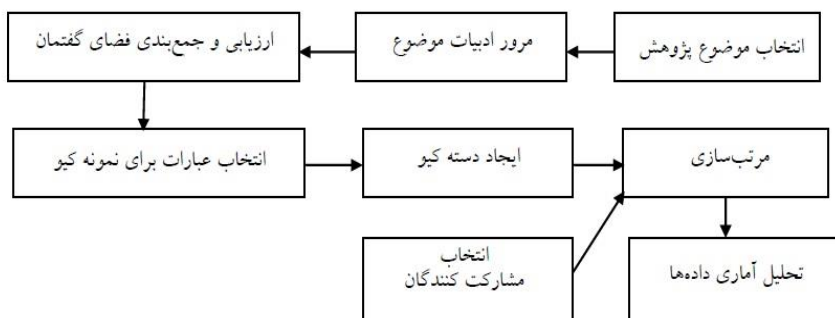 انتخاب موضوع پژوهش
مرور ادبیات موضوع
ارزیابی و جمع‌بندی فضای گفتمان
انتخاب عبارات برای نمونه کیو
ایجاد دسته کیو
مرتب‌سازی
انتخاب
مشارکت کنندگان
تحلیل آماری داده‌ها